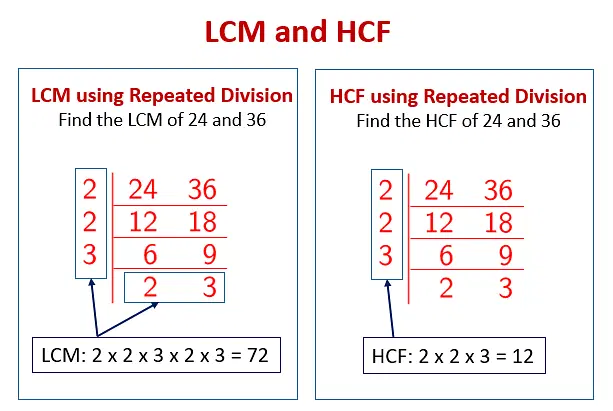 LCM and HCF
LCM using Repeated Division
Find the LCM of 24 and 36
2 24 36
2 12 18
3 6 9
2 3
LCM: 2 x 2 x 3 x 2 x 3 = 72
HCF using Repeated Division
Find the HCF of 24 and 36
2 24 36
2 12 18
3 6 9
2 3
HCF: 2 x 2 x 3 = 12